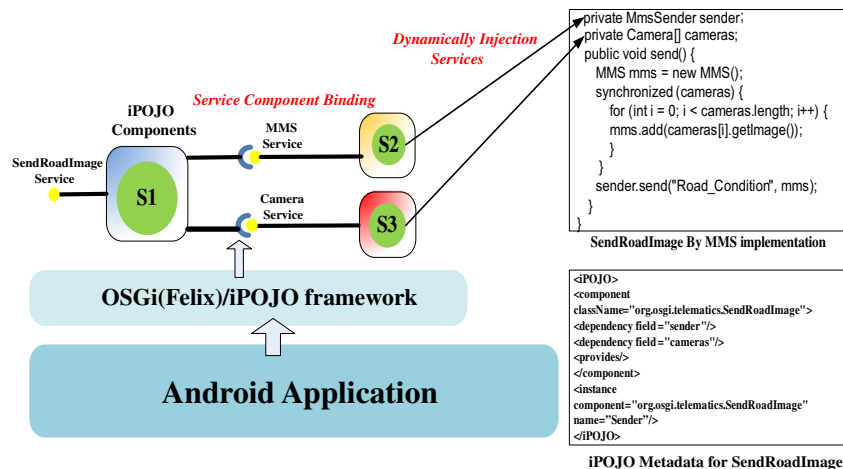 Dynamically Injection
Services
Service Component Binding
iPOJO
Components
MMS
Service
SendRoadImage
Service
S1
S2
Camera
Service
S3
OSGi(Felix)/iPOJO framework
Android Application
private MmsSender sender;
private Camera[] cameras;
public void send() {
MMS mms = new MMS();
synchronized (cameras) {
for (int i = 0; i < cameras.length; i++) {
mms.add(cameras[i].getImage());
}
}
sender.send("Road_Condition", mms);
}
}
SendRoadImage By MMS implementation
<iPOJO>
<component
className="org.osgi.telematics.SendRoadImage">
<dependency field="sender"/>
<dependency field="cameras"/>
<provides/>
</component>
<instance
component="org.osgi.telematics.SendRoadImage"
name="Sender"/>
</iPOJO>
iPOJO Metadata for SendRoadImage